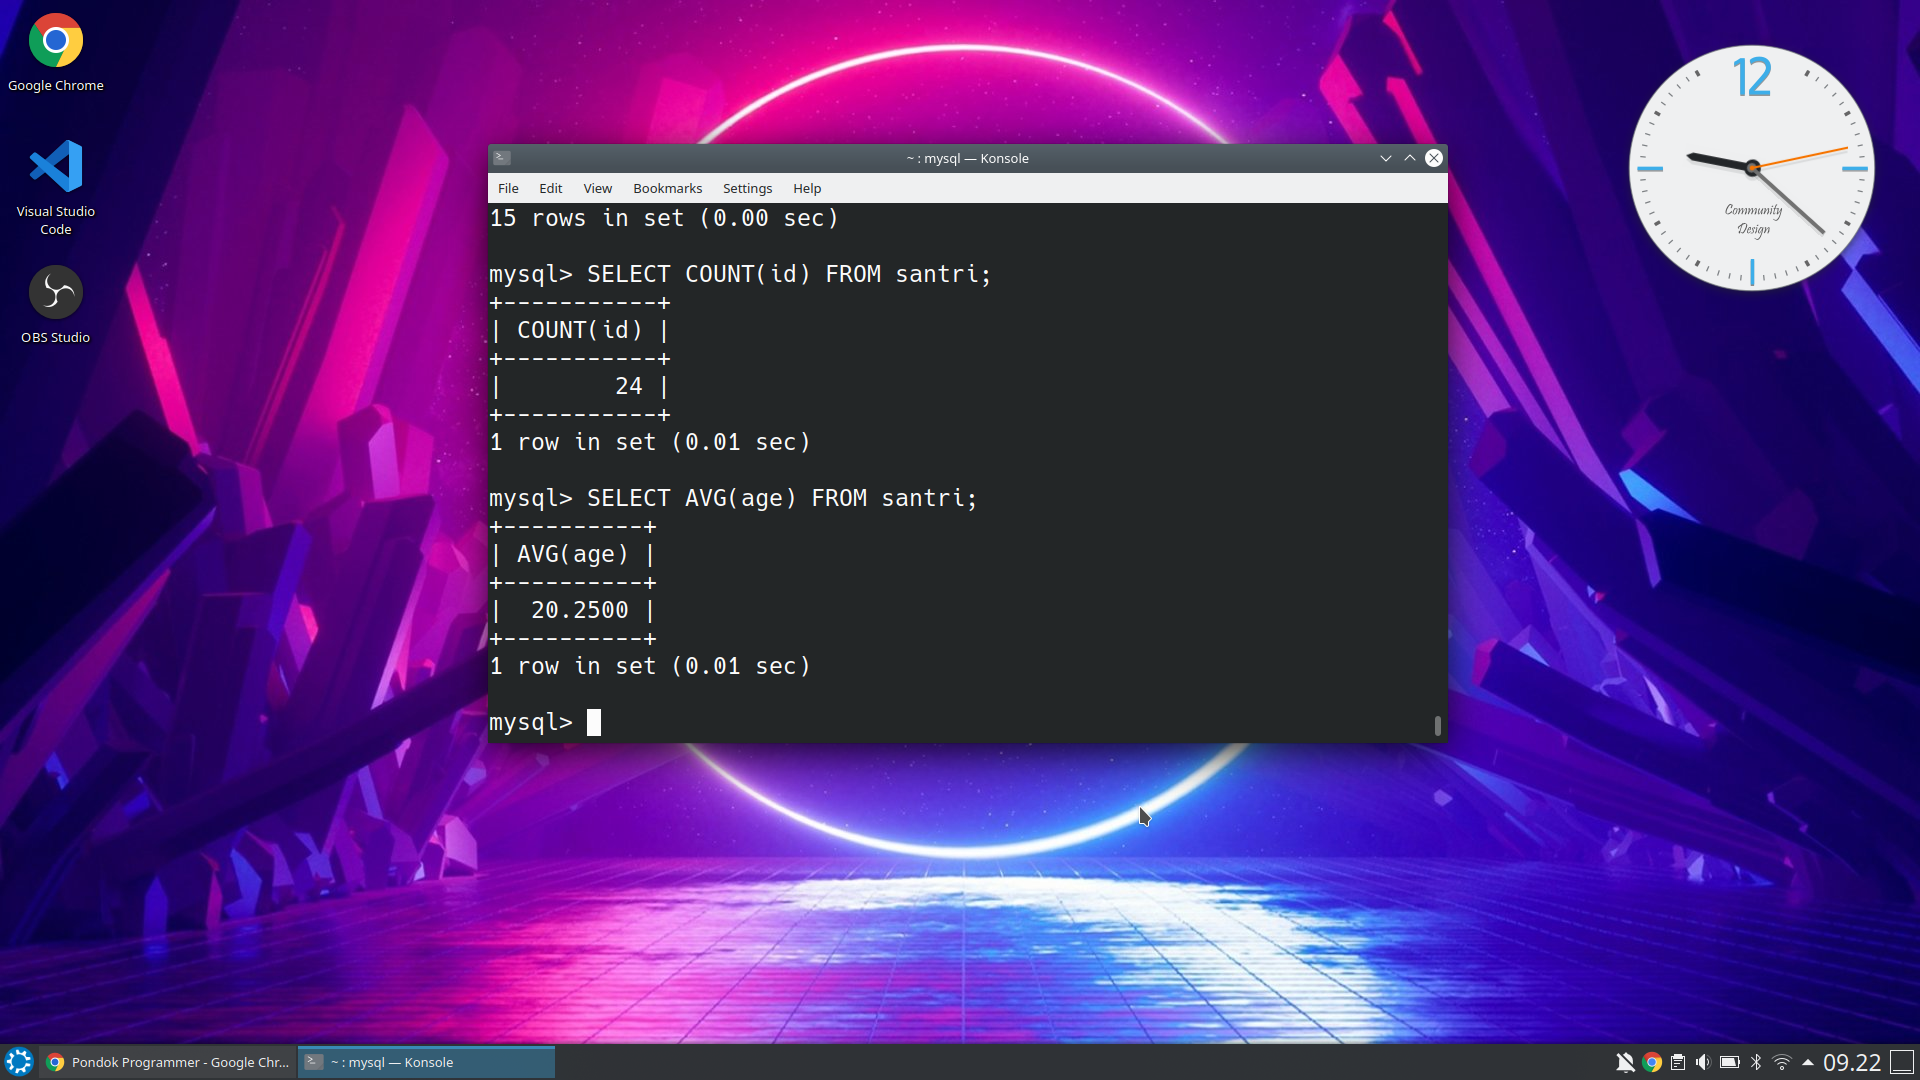 Google Chrome
Visual Studio
Code
OBS Studio
~ : mysql — Konsole
File Edit View Bookmarks Settings Help
15 rows in set (0.00 sec)
mysql> SELECT COUNT(id) FROM santri;
+-----------+
| COUNT(id) |
+-----------+
|        24 |
+-----------+
1 row in set (0.01 sec)
mysql> SELECT AVG(age) FROM santri;
+----------+
| AVG(age) |
+----------+
|  20.2500 |
+----------+
1 row in set (0.01 sec)
mysql>
12
Community
Design
Pondok Programmer - Google Chr...
~ : mysql — Konsole
09.22